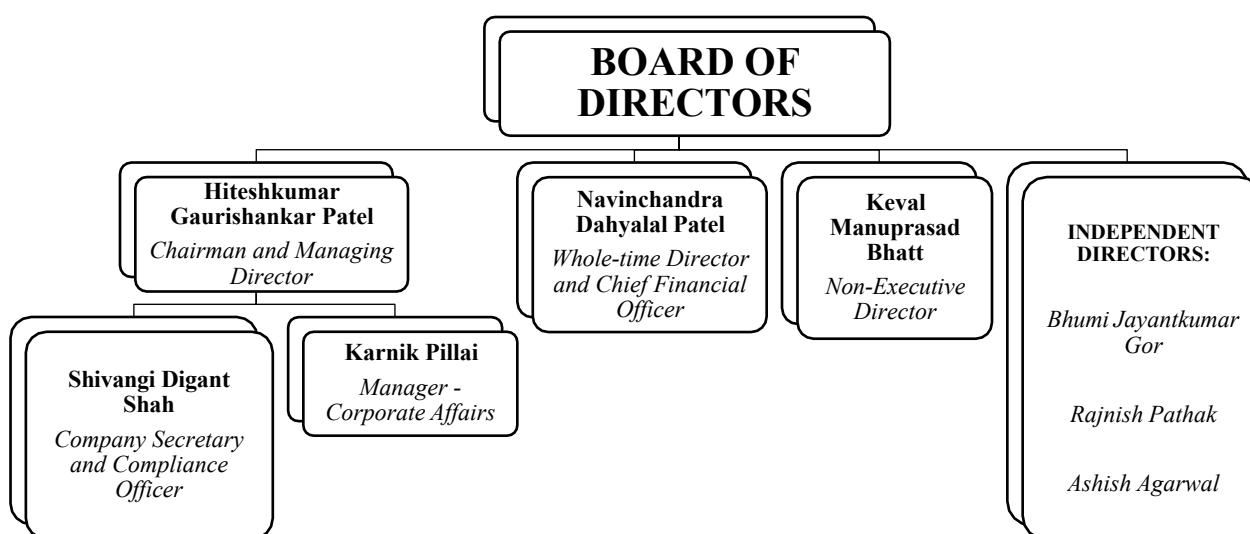 BOARD OF
DIRECTORS
Hiteshkumar
Gaurishankar Patel
Chairman and Managing
Director
Navinchandra
Dahyalal Patel
Whole-time Director
and Chief Financial
Officer
Keval
Manuprasad
Bhatt
Non-Executive
Director
INDEPENDENT
DIRECTORS:
Bhumi Jayantkumar
Gor
Rajnish Pathak
Ashish Agarwal
Shivangi Digant
Shah
Company Secretary
and Compliance
Officer
Karnik Pillai
Manager -
Corporate Affairs